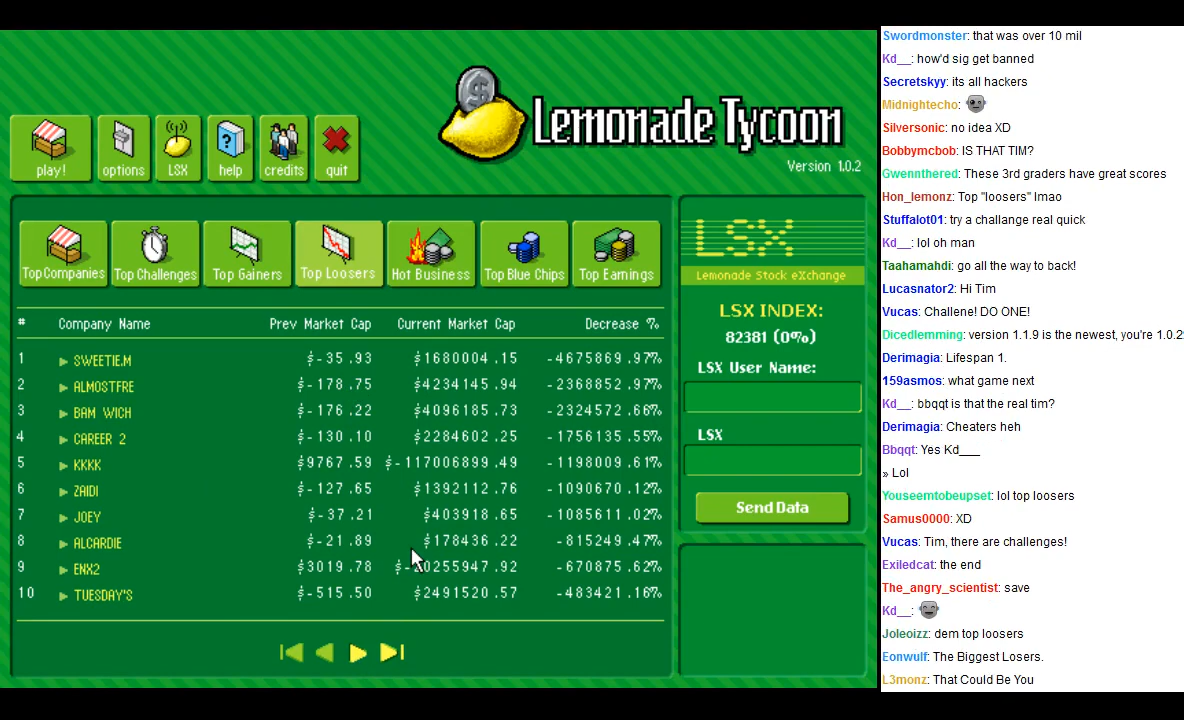 Lemonade Tycoon
Version 1.0.2
play!
options
LSX
help
credits
quit
Top Companies
Top Challenges
Top Gainers
Top Loosers
Hot Business
Top Blue Chips
Top Earnings
# Company Name Prev Market Cap Current Market Cap Decrease %
1 SWEETIE.M $-35.93 $1680004.15 -4675869.97%
2 ALMOSTFRE $-178.75 $4234145.94 -2368852.97%
3 BAM WICH $-176.22 $4096185.73 -2324572.66%
4 CAREER 2 $-130.10 $2284602.25 -1756135.55%
5 KKKK $9767.59 $-117006899.49 -1198009.61%
6 ZAIDI $-127.65 $1392112.76 -1090670.12%
7 JOEY $-37.21 $403918.65 -1085611.02%
8 ALCARDIE $-21.89 $178436.22 -815249.47%
9 ENX2 $3019.78 -670875.62%
10 TUESDAY'S $-515.50 $2491520.57 -483421.16%
LSX
Lemonade Stock eXchange
LSX INDEX:
82381 (0%)
LSX User Name:
LSX
Send Data
Swordmonster: that was over 10 mil
Kd__: how'd sig get banned
Secretskyy: its all hackers
Midnightecho:
Silversonic: no idea XD
Bobbymcbob: IS THAT TIM?
Gwennthered: These 3rd graders have great scores
Hon_lemonz: Top "loosers" lmao
Stuffalot01: try a challange real quick
Kd__: lol oh man
Taahamahdi: go all the way to back!
Lucasnator2: Hi Tim
Vucas: Challene! DO ONE!
Dicedlemming: version 1.1.9 is the newest, you're 1.0.2
Derimagia: Lifespan 1.
159asmos: what game next
Kd__: bbqqt is that the real tim?
Derimagia: Cheaters heh
Bbqqt: Yes Kd___
» Lol
Youseemtobeupset: lol top loosers
Samus0000: XD
Vucas: Tim, there are challenges!
Exiledcat: the end
The_angry_scientist: save
Kd__:
Joleoizz: dem top loosers
Eonwulf: The Biggest Losers.
L3monz: That Could Be You